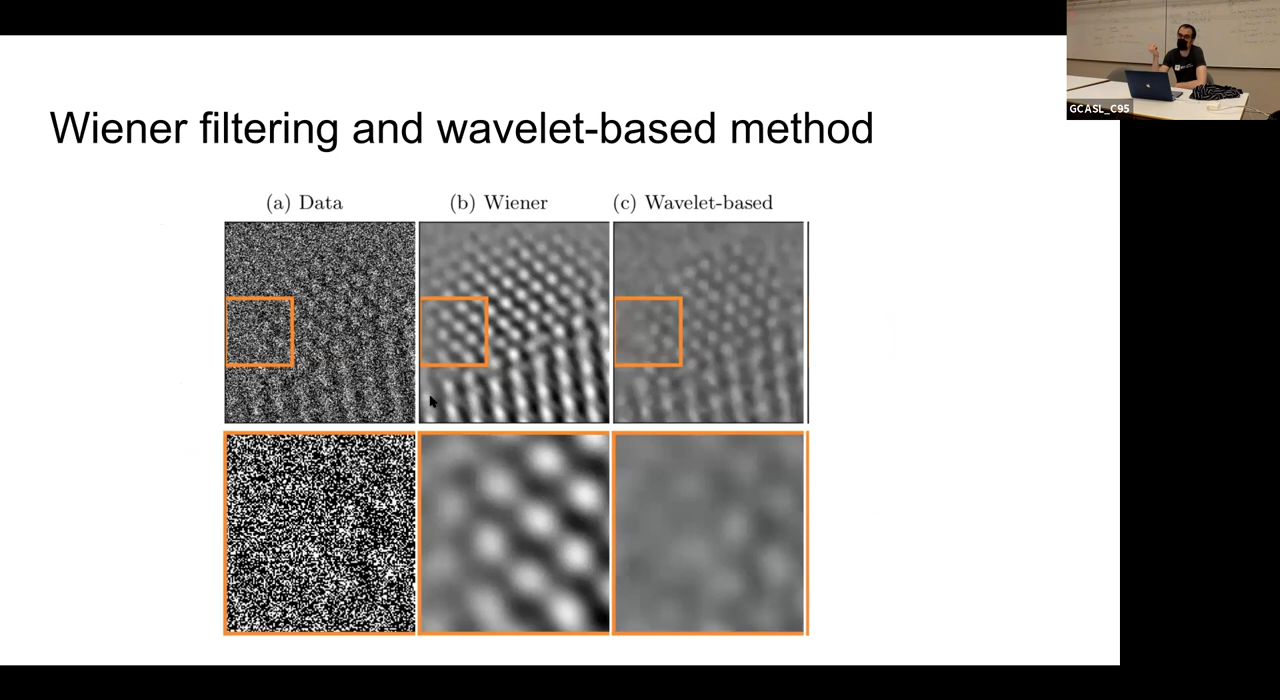 Wiener filtering and wavelet-based method
(a) Data
(b) Wiener
(c) Wavelet-based
GCASL_C95